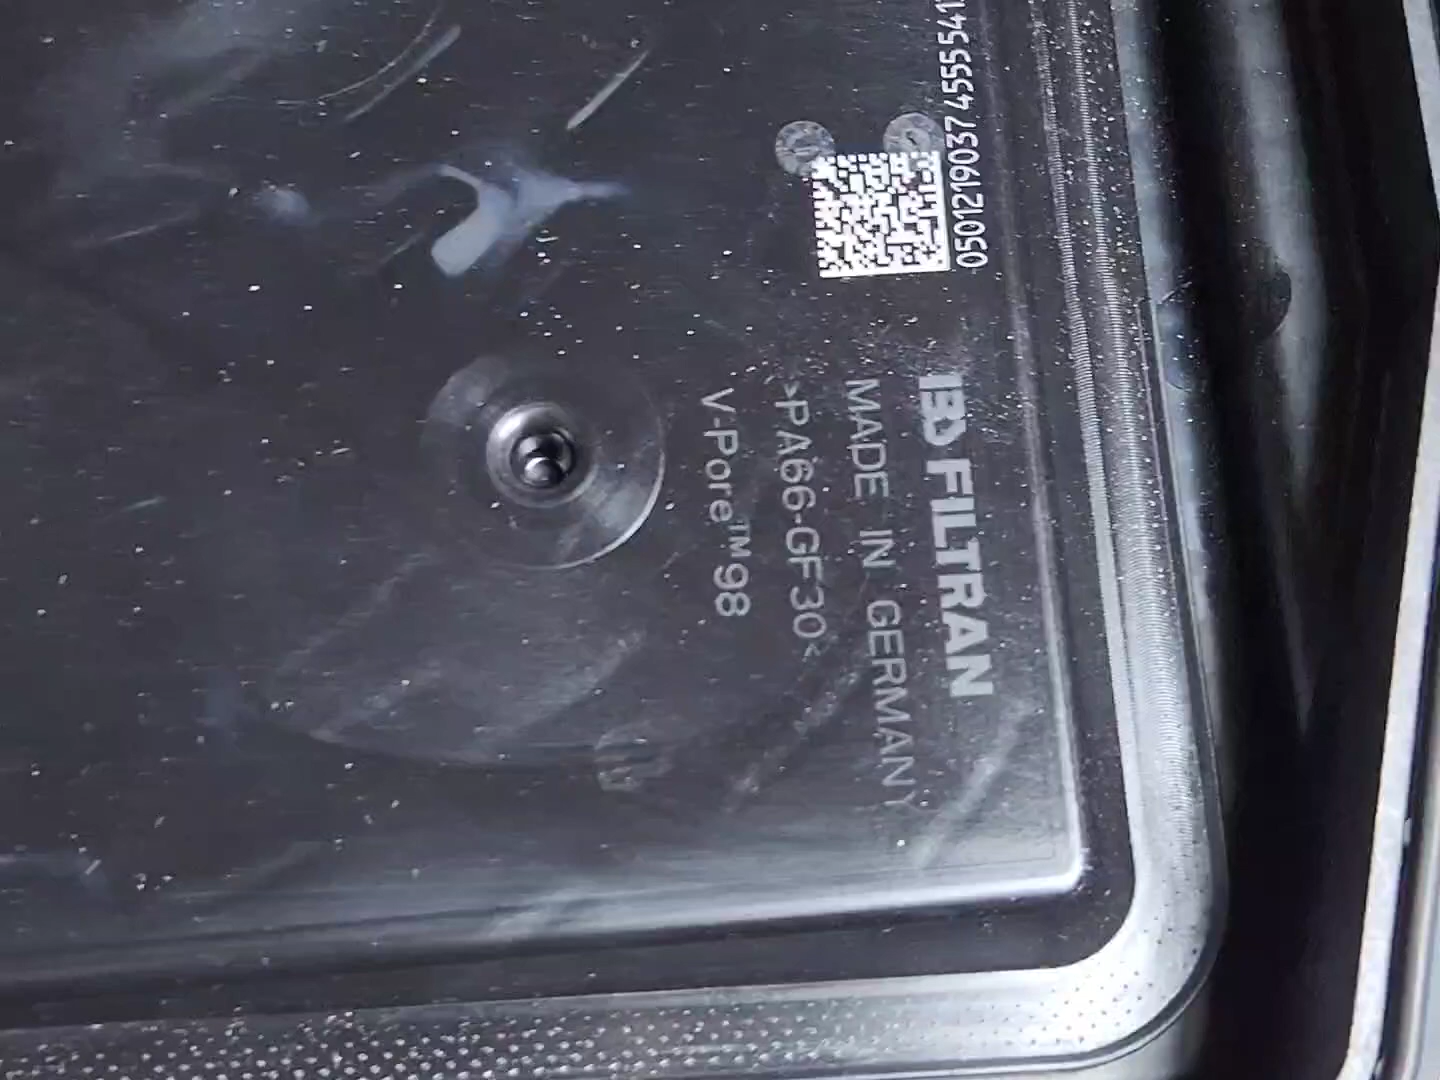 FILTRAN
MADE IN GERMANY
>PA66-GF30<
V-Pore™98
0501219037 4555541